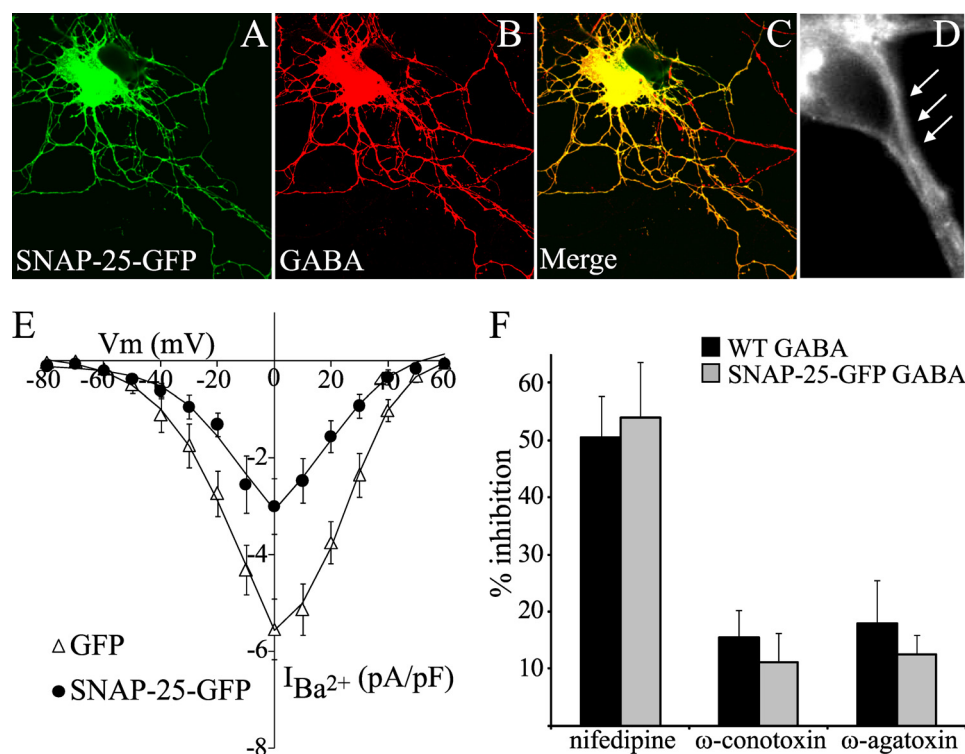 A
B
C
D
SNAP-25-GFP
GABA
Merge
E
Vm (mV)
-80 -60 -40 -20 0 20 40 60
-2
-4
-6
-8
GFP
SNAP-25-GFP
I Ba2+ (pA/pF)
F
WT GABA
SNAP-25-GFP GABA
% inhibition
60
50
40
30
20
10
nifedipine ω-conotoxin ω-agatoxin